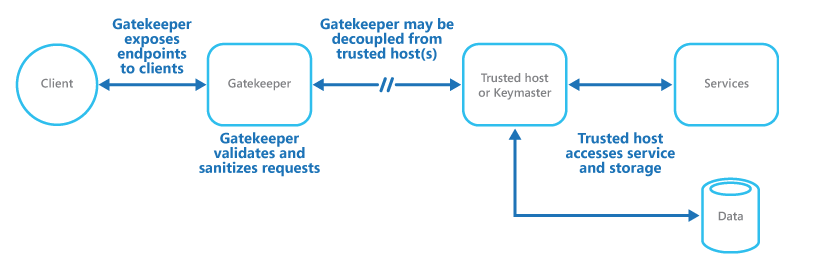 Gatekeeper
exposes
endpoints
to clients
Gatekeeper may be
decoupled from
trusted host(s)
Client
Gatekeeper
Trusted host
or Keymaster
Services
Gatekeeper
validates and
sanitizes requests
Trusted host
accesses service
and storage
Data